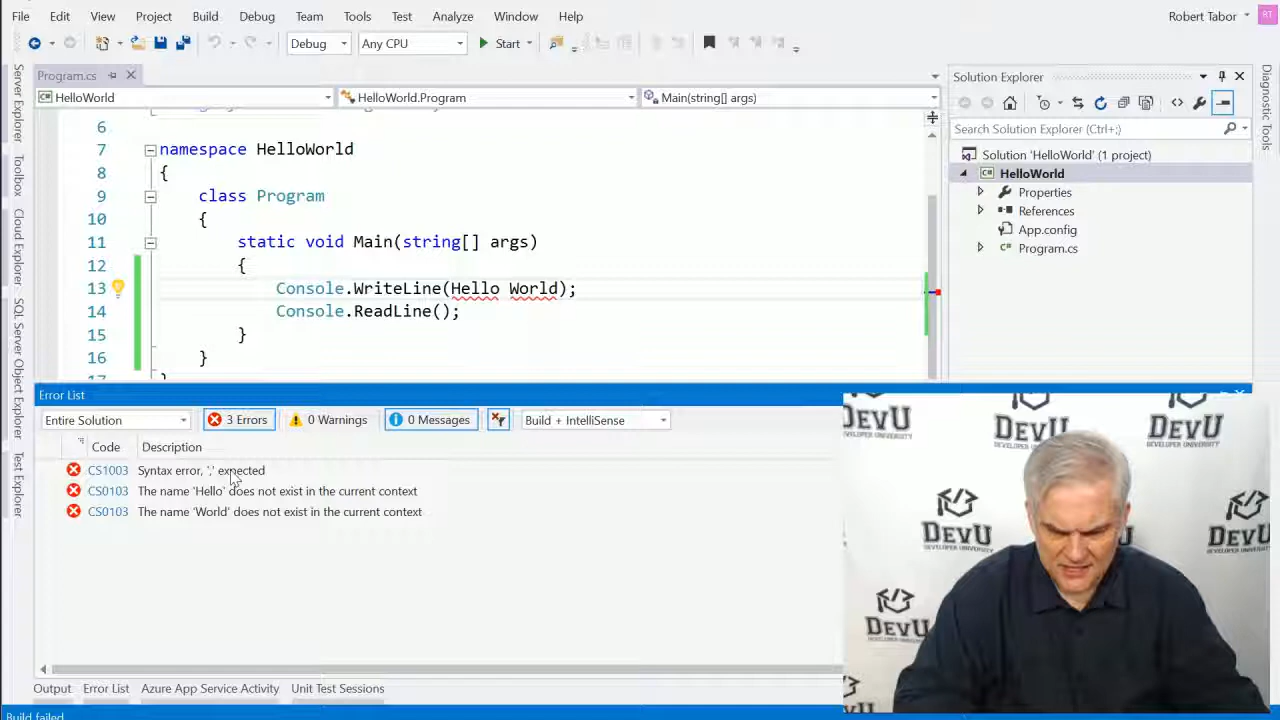 File Edit View Project Build Debug Team Tools Test Analyze Window Help Robert Tabor RT
Debug Any CPU Start
Program.cs
HelloWorld HelloWorld.Program Main(string[] args)
6
7 namespace HelloWorld
8 {
9 class Program
10 {
11 static void Main(string[] args)
12 {
13 Console.WriteLine(Hello World);
14 Console.ReadLine();
15 }
16 }
17 }
Server Explorer
Toolbox
Cloud Explorer
SQL Server Object Explorer
Test Explorer
Solution Explorer
Search Solution Explorer (Ctrl+;)
Solution 'HelloWorld' (1 project)
HelloWorld
Properties
References
App.config
Program.cs
Diagnostic Tools
Error List
Entire Solution 3 Errors 0 Warnings 0 Messages Build + IntelliSense
Code Description
CS1003 Syntax error, ',' expected
CS0103 The name 'Hello' does not exist in the current context
CS0103 The name 'World' does not exist in the current context
Output Error List Azure App Service Activity Unit Test Sessions
Build failed
DevU
DevU
DevU
DevU
DEVELOPER UNIVERSITY
DevU
DevU